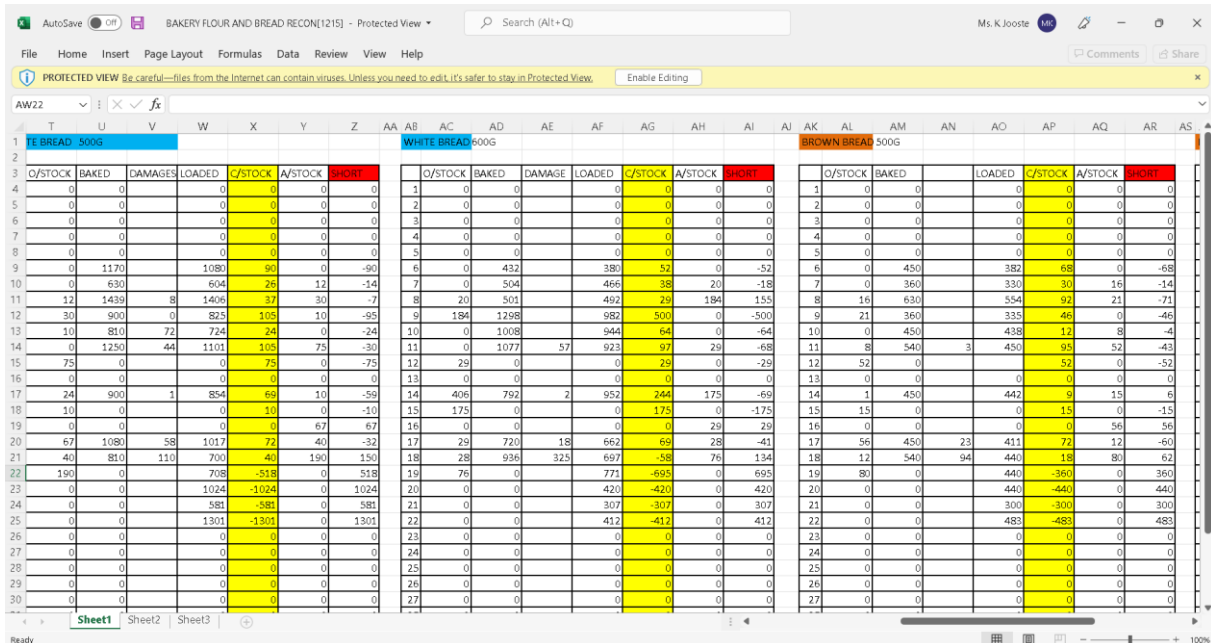 AutoSave Off BAKERY FLOUR AND BREAD RECON[1215] - Protected View Search (Alt+Q) Ms. K Jooste MK
File Home Insert Page Layout Formulas Data Review View Help Comments Share
PROTECTED VIEW Be careful—files from the Internet can contain viruses. Unless you need to edit, it's safer to stay in Protected View. Enable Editing
AW22 fx
T U V W X Y Z AA AB AC AD AE AF AG AH AI AJ AK AL AM AN AO AP AQ AR AS
1 TE BREAD 500G WHITE BREAD 600G BROWN BREAD 500G
2
3 O/STOCK BAKED DAMAGES LOADED C/STOCK A/STOCK SHORT O/STOCK BAKED DAMAGE LOADED C/STOCK A/STOCK SHORT O/STOCK BAKED LOADED C/STOCK A/STOCK SHORT
4 0 0 0 0 0 0 1 0 0 0 0 0 0 1 0 0 0 0 0 0
5 0 0 0 0 0 0 2 0 0 0 0 0 0 2 0 0 0 0 0 0
6 0 0 0 0 0 0 3 0 0 0 0 0 0 3 0 0 0 0 0 0
7 0 0 0 0 0 0 4 0 0 0 0 0 0 4 0 0 0 0 0 0
8 0 0 0 0 0 0 5 0 0 0 0 0 0 5 0 0 0 0 0 0
9 0 1170 1080 90 0 -90 6 0 432 380 52 0 -52 6 0 450 382 68 0 -68
10 0 630 604 26 12 -14 7 0 504 466 38 20 -18 7 0 360 330 30 16 -14
11 12 1439 8 1406 37 30 -7 8 20 501 492 29 184 155 8 16 630 554 92 21 -71
12 30 900 0 825 105 10 -95 9 184 1298 982 500 0 -500 9 21 360 335 46 0 -46
13 10 810 72 724 24 0 -24 10 0 1008 944 64 0 -64 10 0 450 438 12 8 -4
14 0 1250 44 1101 105 75 -30 11 0 1077 57 923 97 29 -68 11 8 540 3 450 95 52 -43
15 75 0 0 75 0 -75 12 29 0 0 29 0 -29 12 52 0 52 0 -52
16 0 0 0 0 0 0 13 0 0 0 0 0 0 13 0 0 0 0 0 0
17 24 900 1 854 69 10 -59 14 406 792 2 952 244 175 -69 14 1 450 442 9 15 6
18 10 0 0 10 0 -10 15 175 0 0 175 0 -175 15 15 0 0 15 0 -15
19 0 0 0 0 67 67 16 0 0 0 0 29 29 16 0 0 0 0 56 56
20 67 1080 58 1017 72 40 -32 17 29 720 18 662 69 28 -41 17 56 450 23 411 72 12 -60
21 40 810 110 700 40 190 150 18 28 936 325 697 -58 76 134 18 12 540 94 440 18 80 62
22 190 0 708 -518 0 518 19 76 0 771 -695 0 695 19 80 0 440 -360 0 360
23 0 0 1024 -1024 0 1024 20 0 0 420 -420 0 420 20 0 0 440 -440 0 440
24 0 0 581 -581 0 581 21 0 0 307 -307 0 307 21 0 0 300 -300 0 300
25 0 0 1301 -1301 0 1301 22 0 0 412 -412 0 412 22 0 0 483 -483 0 483
26 0 0 0 0 0 0 23 0 0 0 0 0 0 23 0 0 0 0 0 0
27 0 0 0 0 0 0 24 0 0 0 0 0 0 24 0 0 0 0 0 0
28 0 0 0 0 0 0 25 0 0 0 0 0 0 25 0 0 0 0 0 0
29 0 0 0 0 0 0 26 0 0 0 0 0 0 26 0 0 0 0 0 0
30 0 0 0 0 0 0 27 0 0 0 0 0 0 27 0 0 0 0 0 0
Sheet1 Sheet2 Sheet3
Ready 100%